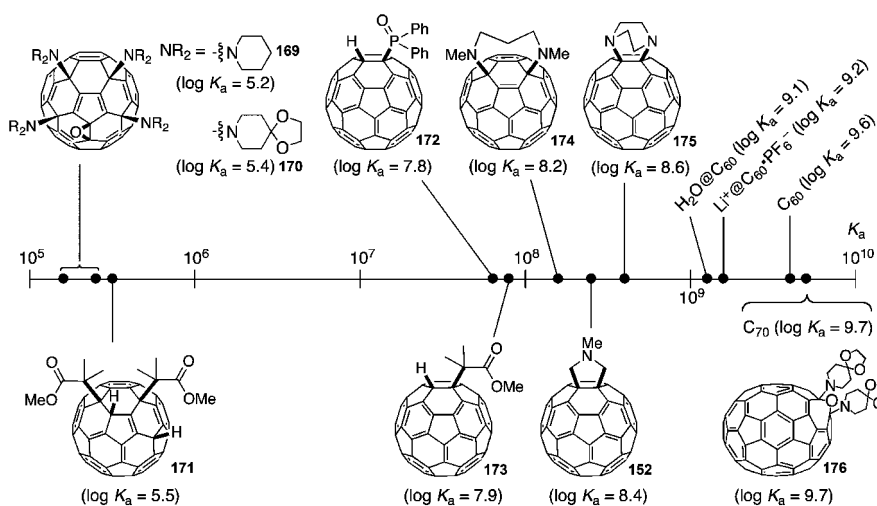 NR2 NR2 NR2 = N 169
(log Ka = 5.2)
NR2 NR2
O
N O O
(log Ka = 5.4) 170
H O P Ph Ph
172
(log Ka = 7.8)
MeN NMe
174
(log Ka = 8.2)
N N
175
(log Ka = 8.6)
H2O@C60 (log Ka = 9.1)
Li+@C60•PF6− (log Ka = 9.2)
C60 (log Ka = 9.6)
Ka
10^5 10^6 10^7 10^8 10^9 10^10
C70 (log Ka = 9.7)
O MeO H O OMe H
171
(log Ka = 5.5)
H O OMe
173
(log Ka = 7.9)
Me N
152
(log Ka = 8.4)
O O N O N O O
176
(log Ka = 9.7)